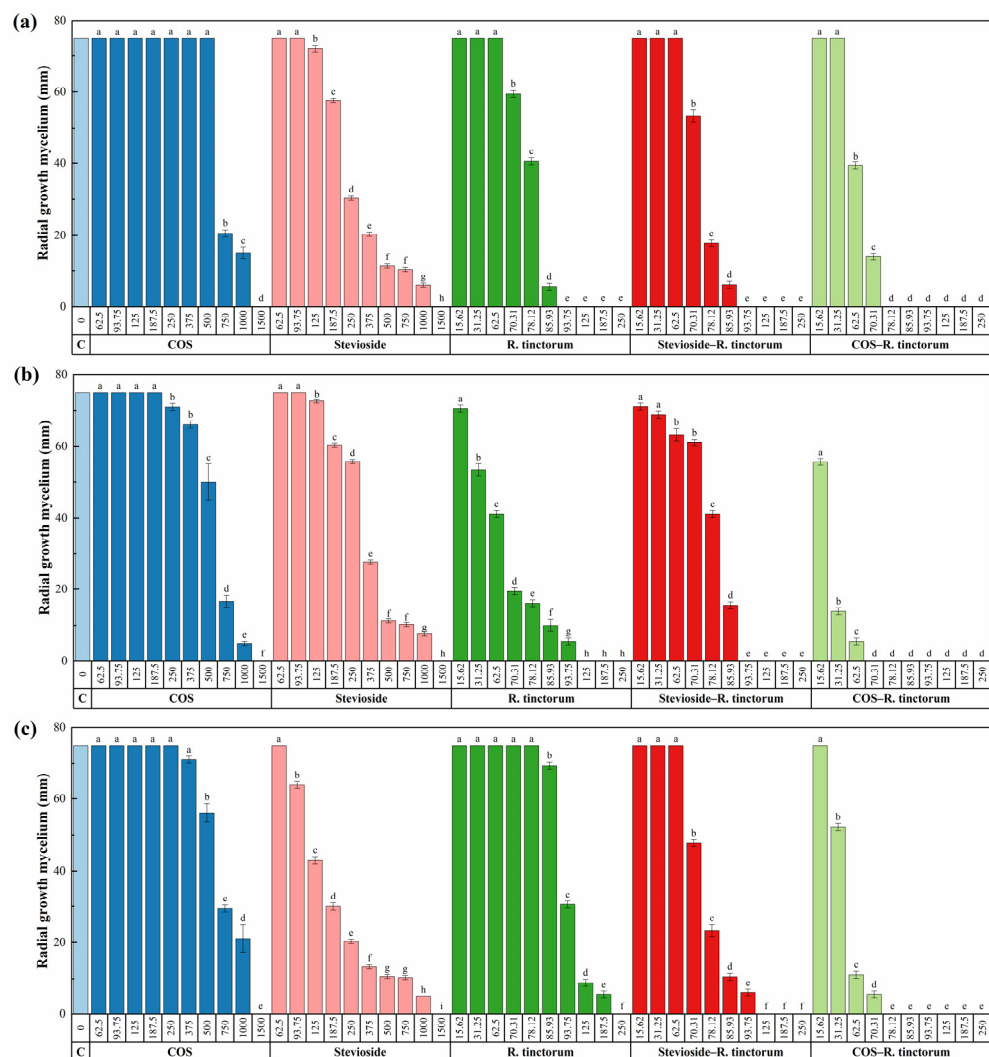 (a)
Radial growth mycelium (mm)
80
60
40
20
0
a a a a a a a b c d
a a b c d e f f g h
a a a b c d e e e e
a a a b c d e e e e
a a b c d d d d d d
0 62.5 93.75 125 187.5 250 375 500 750 1000 1500 62.5 93.75 125 187.5 250 375 500 750 1000 1500 15.62 31.25 62.5 70.31 78.12 85.93 93.75 125 187.5 250 15.62 31.25 62.5 70.31 78.12 85.93 93.75 125 187.5 250 15.62 31.25 62.5 70.31 78.12 85.93 93.75 125 187.5 250
C COS Stevioside R. tinctorum Stevioside–R. tinctorum COS–R. tinctorum
(b)
Radial growth mycelium (mm)
80
60
40
20
0
a a a a b b c d e f
a a b c d e f f g h
a b c d e f g h h h
a a b b c d e e e e
a b c d d d d d d d
0 62.5 93.75 125 187.5 250 375 500 750 1000 1500 62.5 93.75 125 187.5 250 375 500 750 1000 1500 15.62 31.25 62.5 70.31 78.12 85.93 93.75 125 187.5 250 15.62 31.25 62.5 70.31 78.12 85.93 93.75 125 187.5 250 15.62 31.25 62.5 70.31 78.12 85.93 93.75 125 187.5 250
C COS Stevioside R. tinctorum Stevioside–R. tinctorum COS–R. tinctorum
(c)
Radial growth mycelium (mm)
80
60
40
20
0
a a a a a a b c d e
a b c d e f g g h i
a a a a a b c d e f
a a a b c d e f f f
a b c d e e e e e e
0 62.5 93.75 125 187.5 250 375 500 750 1000 1500 62.5 93.75 125 187.5 250 375 500 750 1000 1500 15.62 31.25 62.5 70.31 78.12 85.93 93.75 125 187.5 250 15.62 31.25 62.5 70.31 78.12 85.93 93.75 125 187.5 250 15.62 31.25 62.5 70.31 78.12 85.93 93.75 125 187.5 250
C COS Stevioside R. tinctorum Stevioside–R. tinctorum COS–R. tinctorum